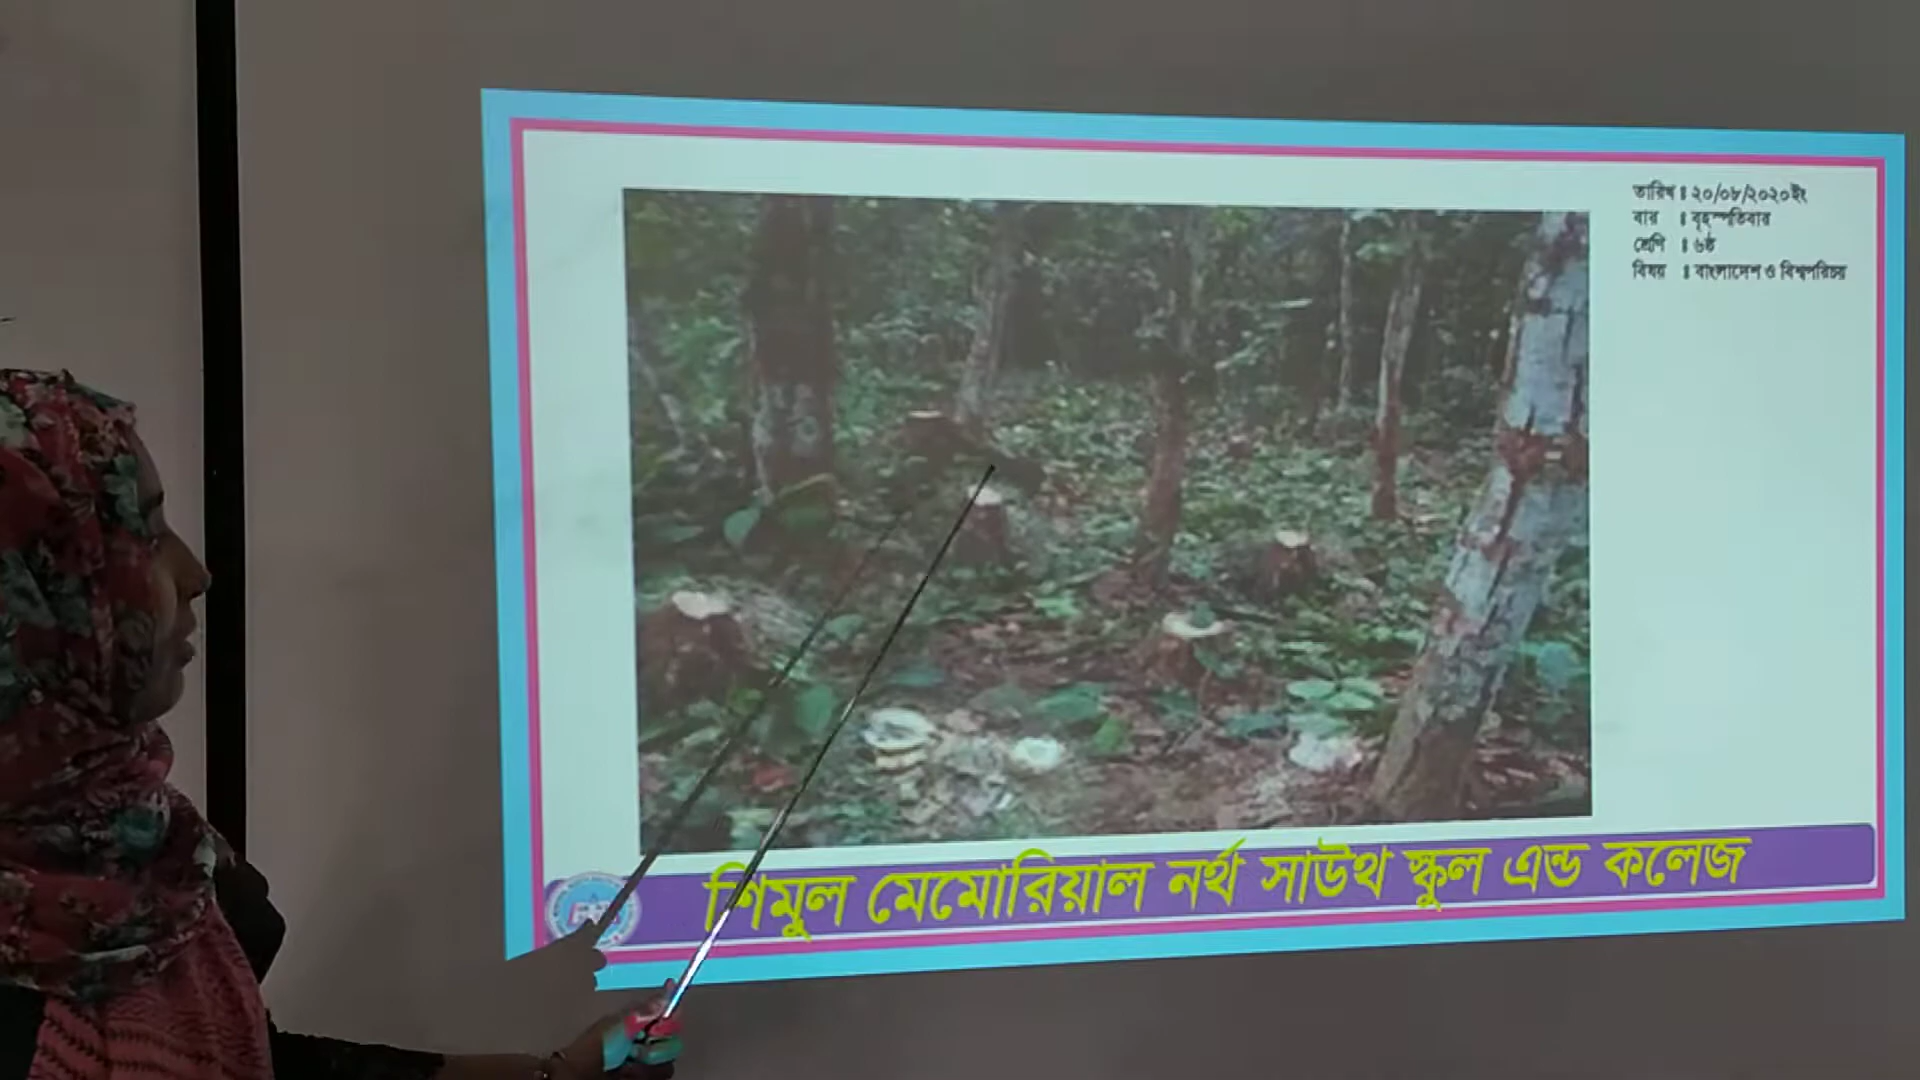 তারিখ ঃ ২০/০৮/২০২০ইং
বার ঃ বৃহস্পতিবার
শ্রেণি ঃ ৬ষ্ঠ
বিষয় ঃ বাংলাদেশ ও বিশ্বপরিচয়
শিমুল মেমোরিয়াল নর্থ সাউথ স্কুল এন্ড কলেজ